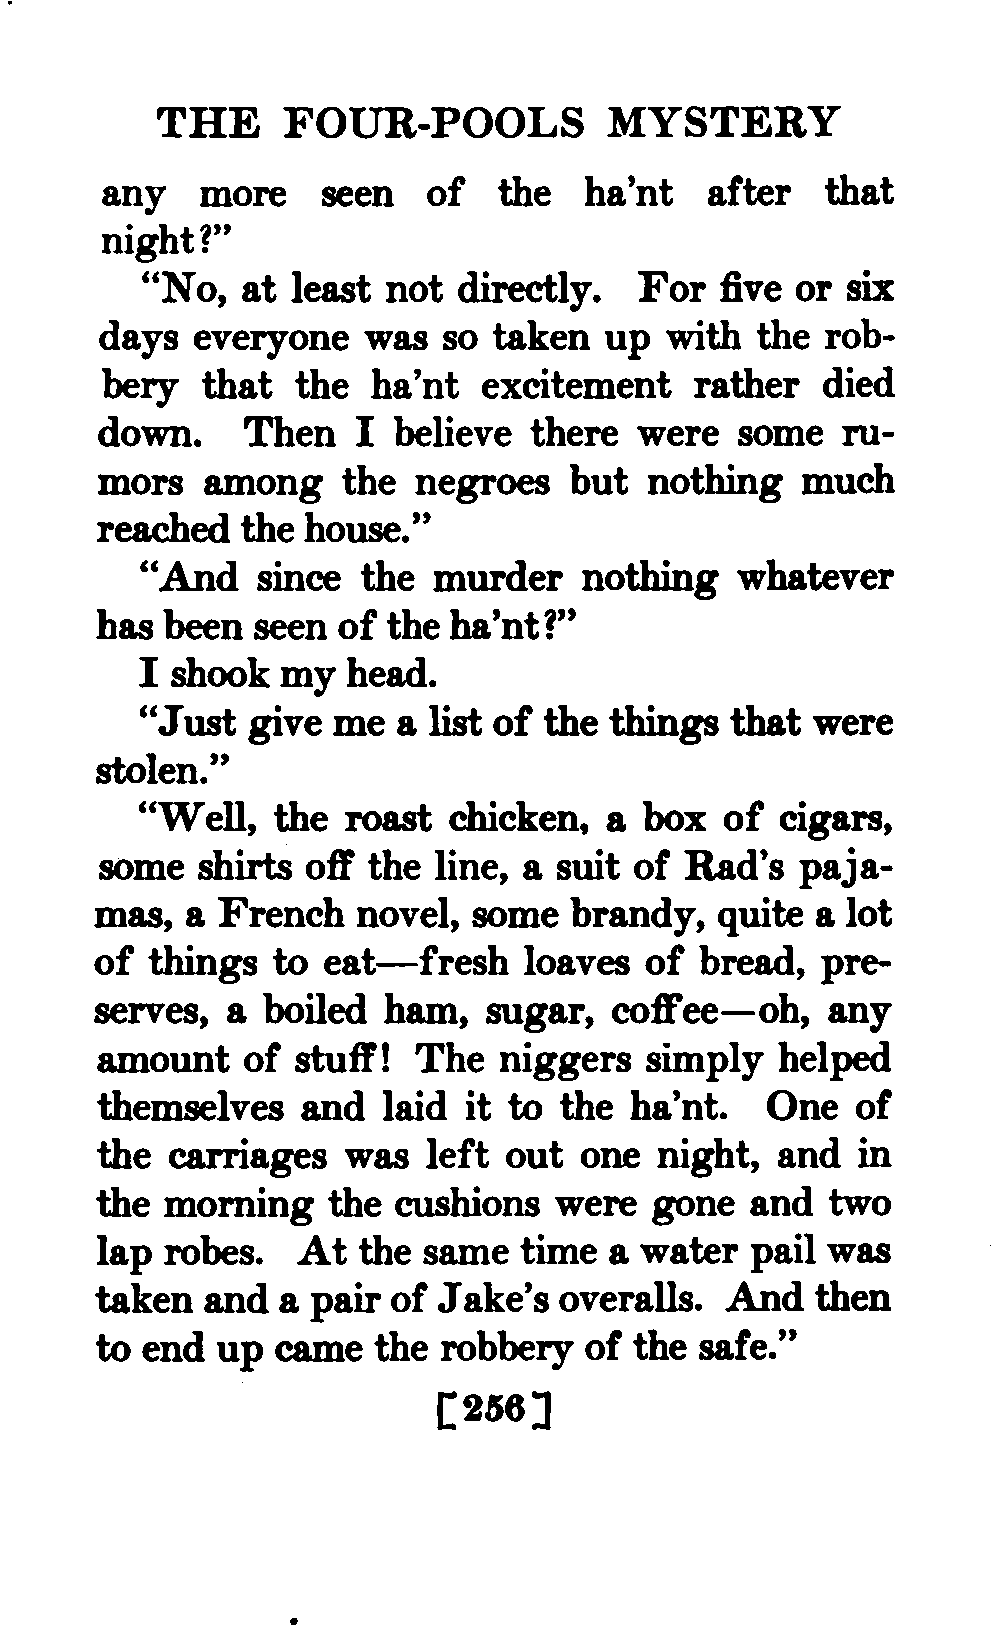 THE FOUR-POOLS MYSTERY
any more seen of the ha'nt after that
night?"
"No, at least not directly. For five or six
days everyone was so taken up with the rob-
bery that the ha'nt excitement rather died
down. Then I believe there were some ru-
mors among the negroes but nothing much
reached the house."
"And since the murder nothing whatever
has been seen of the ha'nt?"
I shook my head.
"Just give me a list of the things that were
stolen."
"Well, the roast chicken, a box of cigars,
some shirts off the line, a suit of Rad's paja-
mas, a French novel, some brandy, quite a lot
of things to eat—fresh loaves of bread, pre-
serves, a boiled ham, sugar, coffee—oh, any
amount of stuff! The niggers simply helped
themselves and laid it to the ha'nt. One of
the carriages was left out one night, and in
the morning the cushions were gone and two
lap robes. At the same time a water pail was
taken and a pair of Jake's overalls. And then
to end up came the robbery of the safe."
[256]